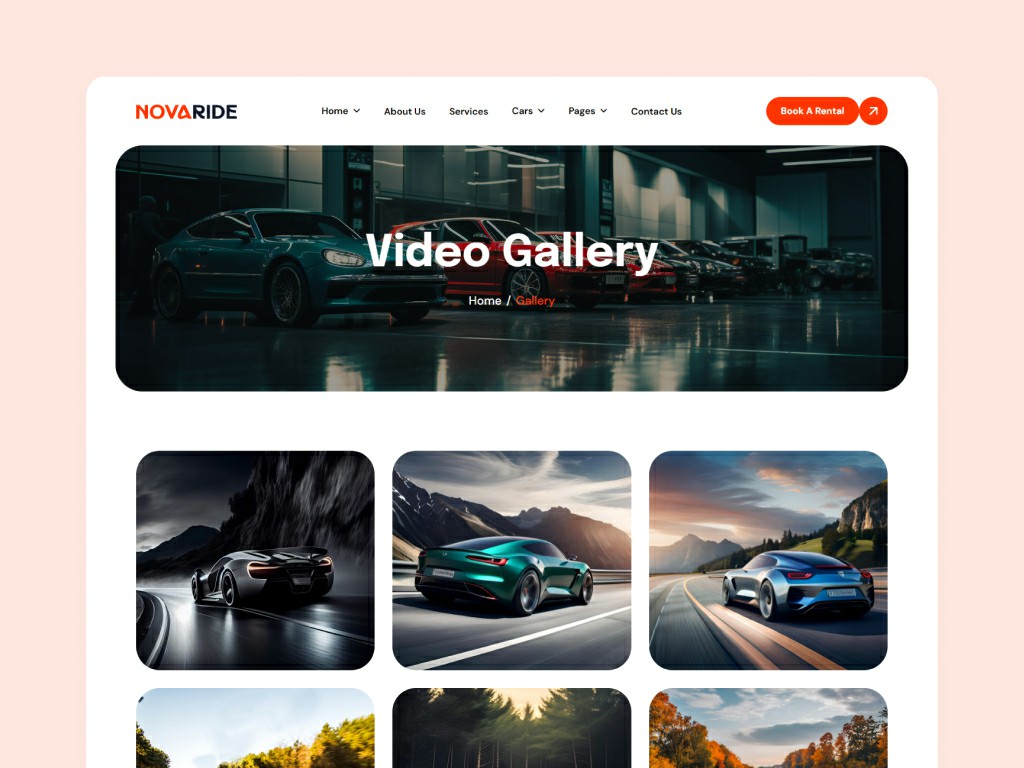 NOVARIDE
Home
About Us
Services
Cars
Pages
Contact Us
Book A Rental
Video Gallery
Home / Gallery